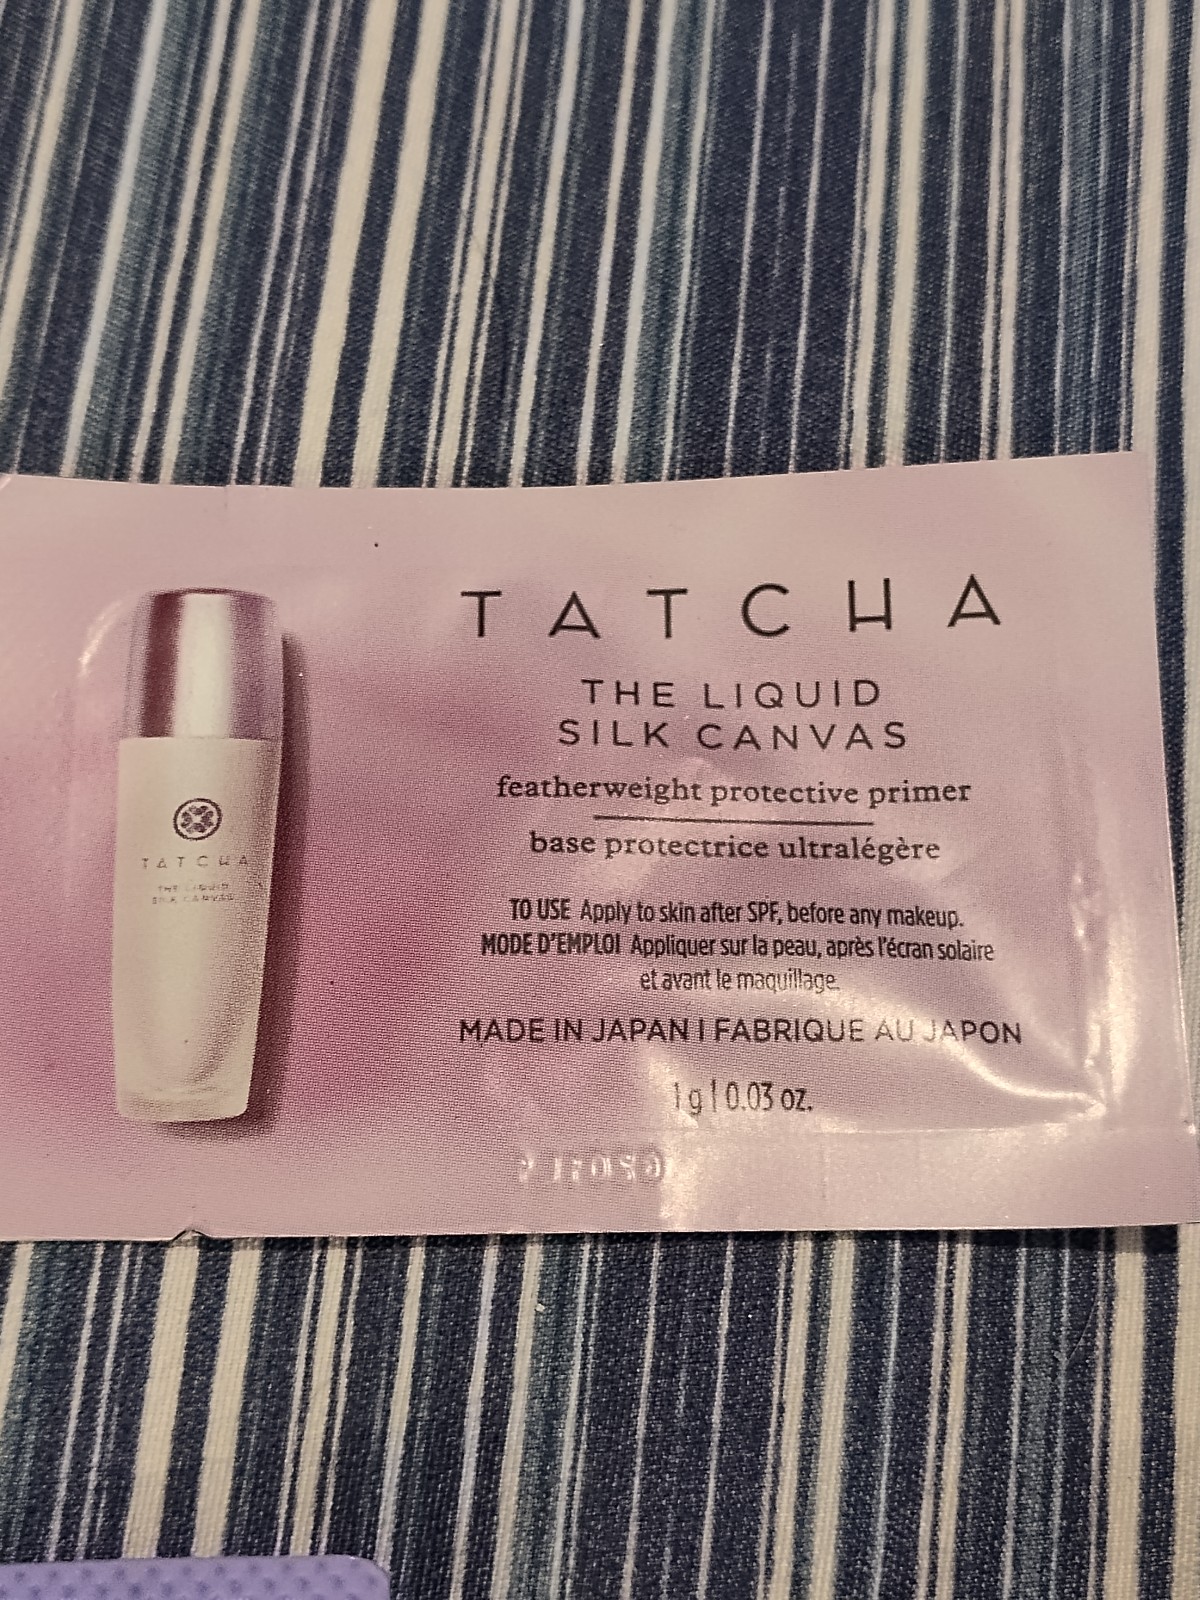 TATCHA
THE LIQUID
SILK CANVAS
featherweight protective primer
base protectrice ultralégère
TO USE Apply to skin after SPF, before any makeup.
MODE D'EMPLOI Appliquer sur la peau, après l'écran solaire
et avant le maquillage.
MADE IN JAPAN | FABRIQUE AU JAPON
1 g | 0.03 oz.
TATCHA
THE LIQUID
SILK CANVAS